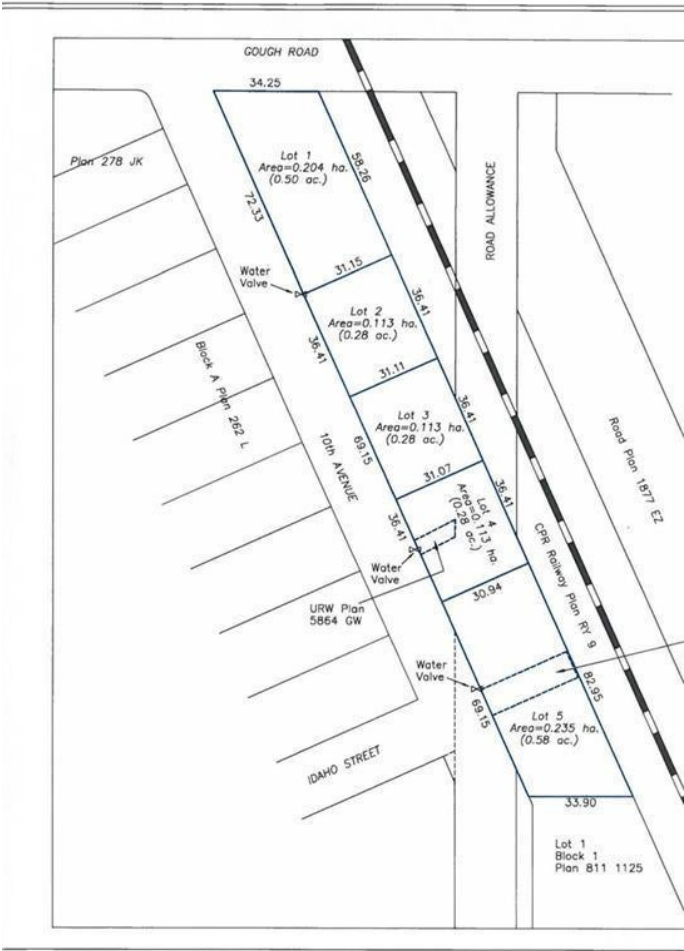 GOUGH ROAD
34.25
Plan 278 JK
Lot 1
Area=0.204 ha.
(0.50 ac.)
58.26
72.33
ROAD ALLOWANCE
31.15
Water
Valve
Lot 2
Area=0.113 ha.
(0.28 ac.)
36.41
36.41
Block A Plan 262 L
31.11
Lot 3
Area=0.113 ha.
(0.28 ac.)
36.41
69.15
10th AVENUE
31.07
Lot 4
Area=0.113 ha.
(0.28 ac.)
36.41
36.41
Road Plan 1877 EZ
CPR Railway Plan RY 9
Water
Valve
30.94
URW Plan
5864 GW
Water
Valve
82.95
69.15
Lot 5
Area=0.235 ha.
(0.58 ac.)
IDAHO STREET
33.90
Lot 1
Block 1
Plan 811 1125